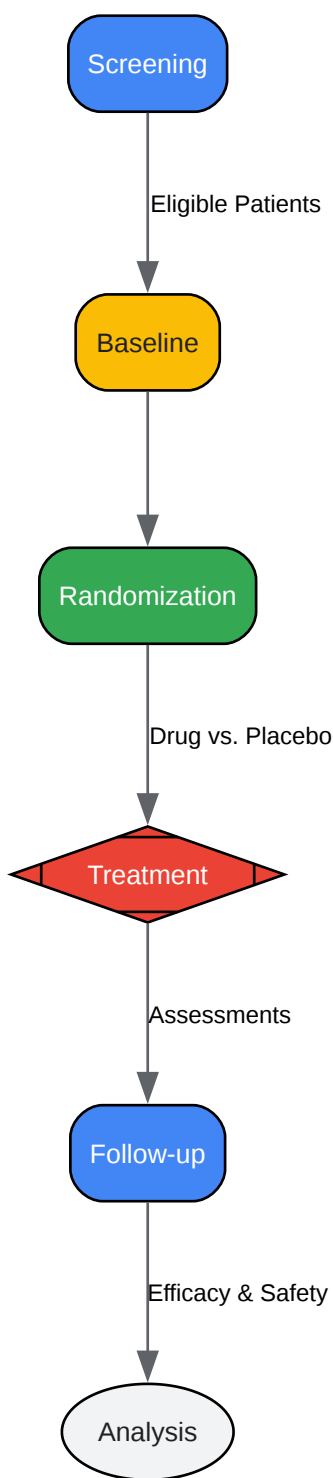 Screening
Eligible Patients
Baseline
Randomization
Drug vs. Placebo
Treatment
Assessments
Follow-up
Efficacy & Safety
Analysis